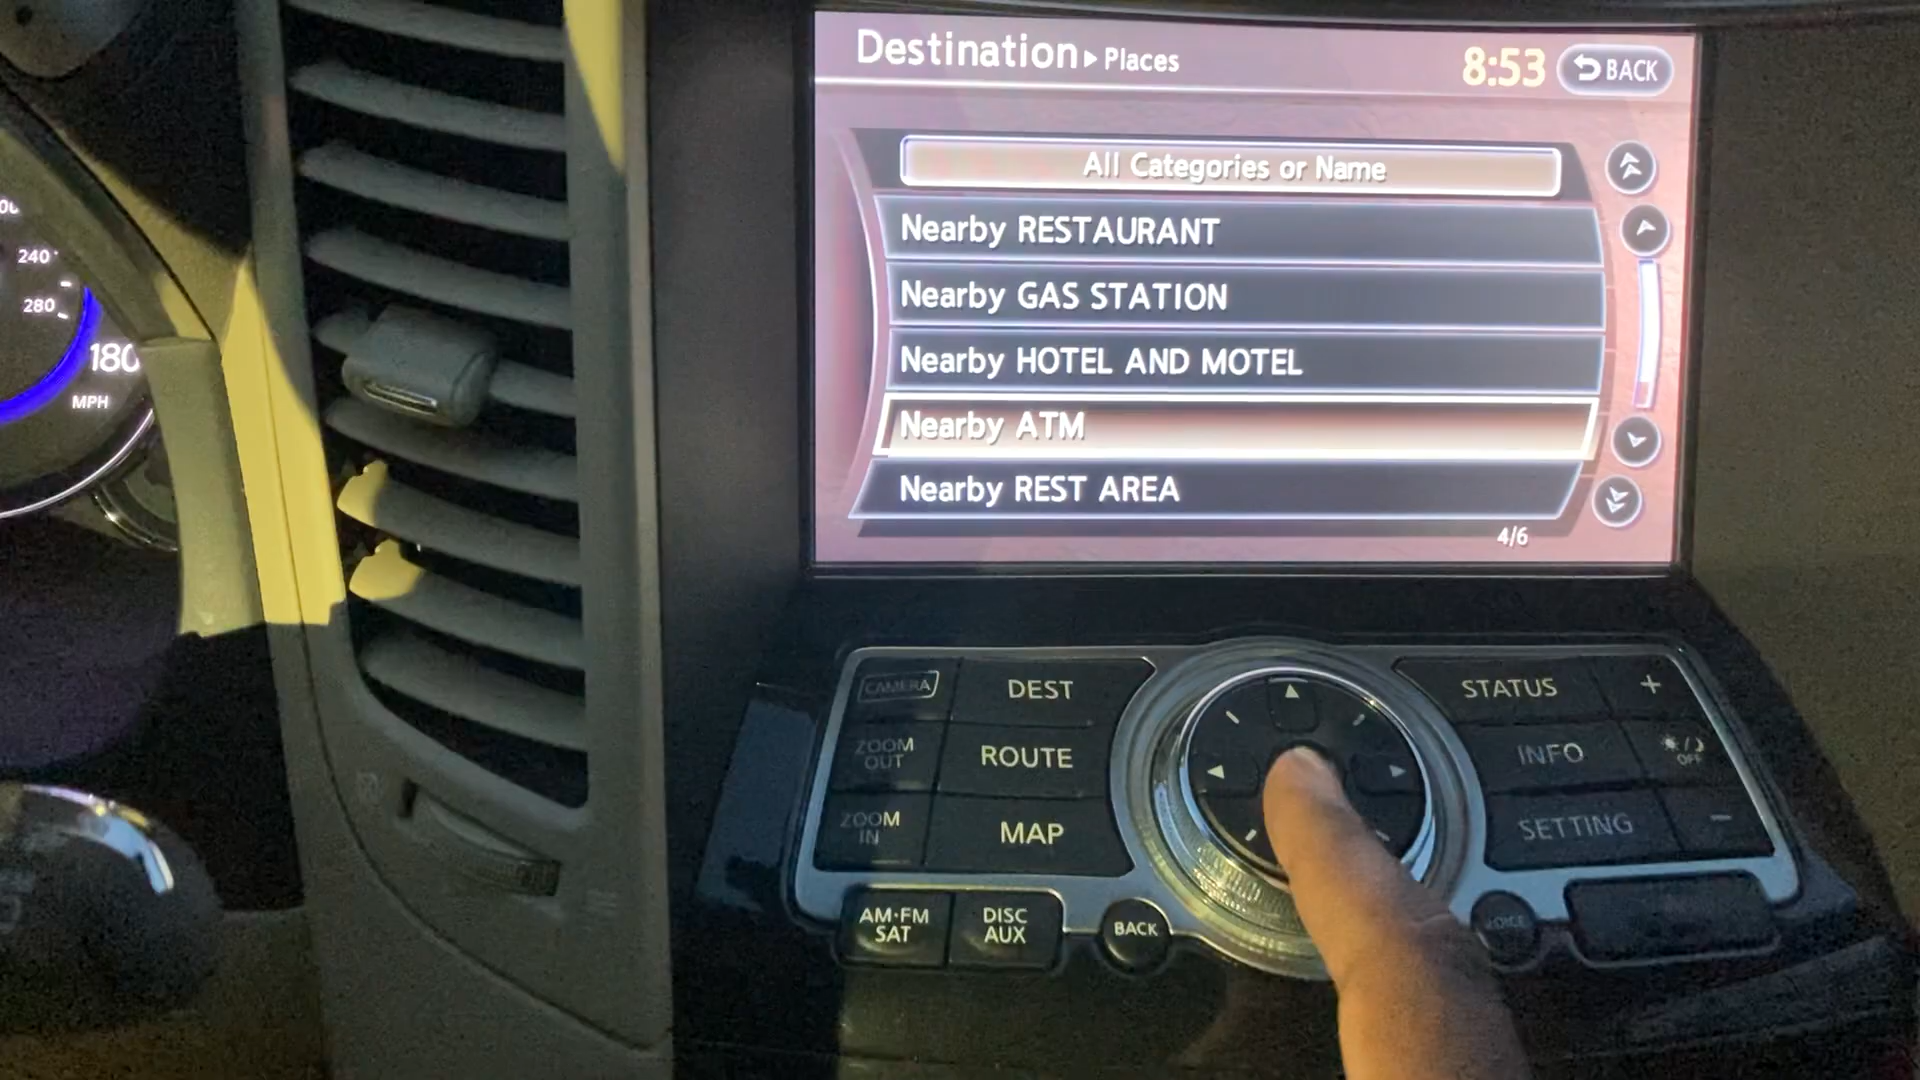 Destination ▸ Places
8:53
BACK
All Categories or Name
Nearby RESTAURANT
Nearby GAS STATION
Nearby HOTEL AND MOTEL
Nearby ATM
Nearby REST AREA
4/6
240
280
180
MPH
CAMERA
DEST
STATUS
+
ZOOM
OUT
ROUTE
INFO
OFF
ZOOM
IN
MAP
SETTING
−
AM·FM
SAT
DISC
AUX
BACK
VOICE